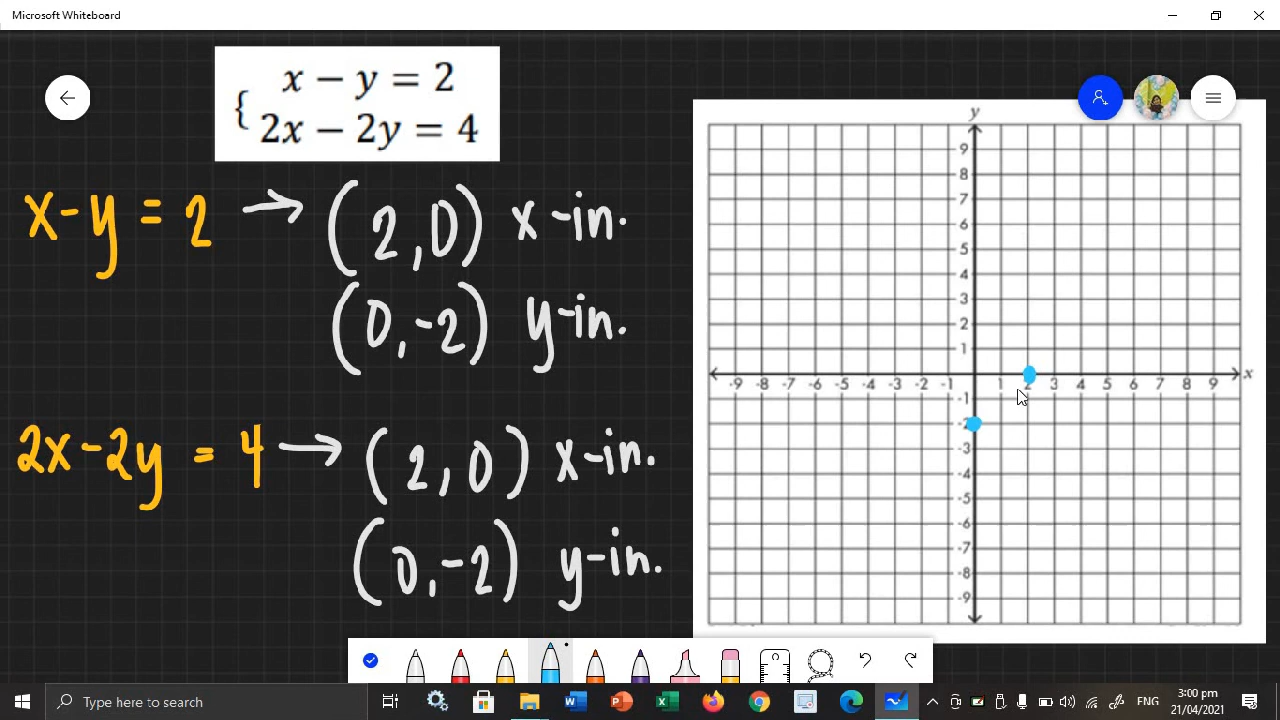 Microsoft Whiteboard
{ x − y = 2
2x − 2y = 4
x-y = 2 → (2,0) x-in.
(0,-2) y-in.
2x-2y = 4 → (2,0) x-in.
(0,-2) y-in.
y
9
8
7
6
5
4
3
2
1
-9 -8 -7 -6 -5 -4 -3 -2 -1 1 2 3 4 5 6 7 8 9 x
-1
-2
-3
-4
-5
-6
-7
-8
-9
Type here to search
ENG
3:00 pm
21/04/2021